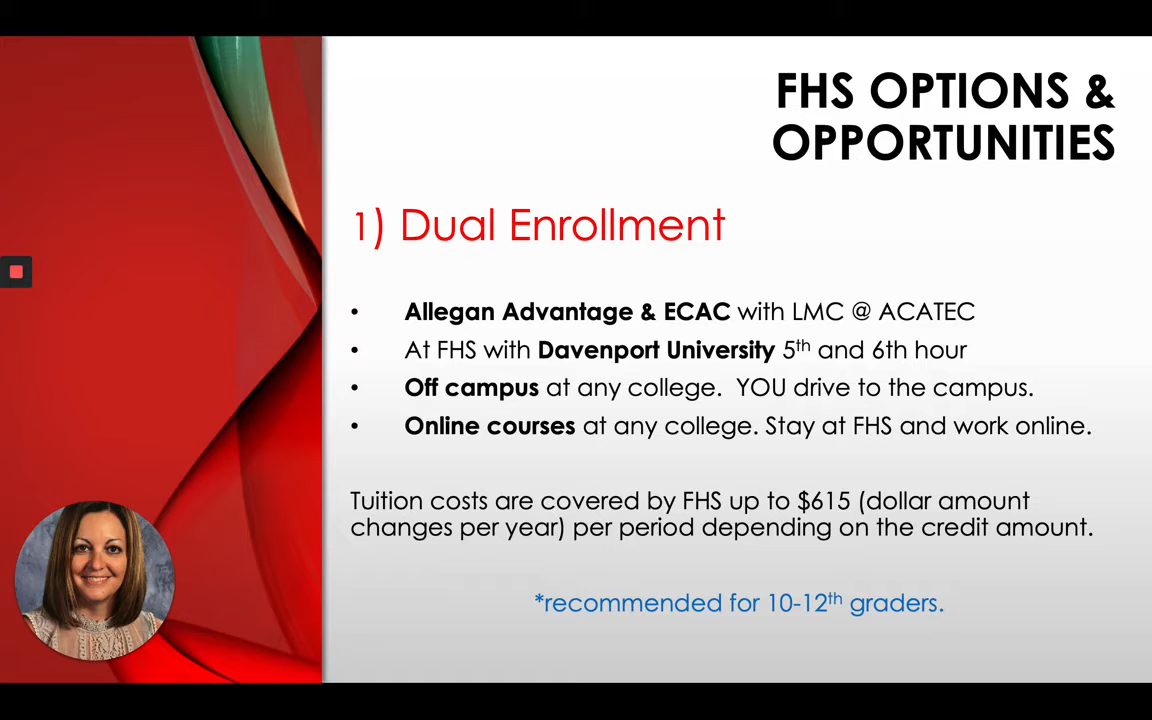 FHS OPTIONS &
OPPORTUNITIES
1) Dual Enrollment
• Allegan Advantage & ECAC with LMC @ ACATEC
• At FHS with Davenport University 5th and 6th hour
• Off campus at any college.  YOU drive to the campus.
• Online courses at any college. Stay at FHS and work online.
Tuition costs are covered by FHS up to $615 (dollar amount
changes per year) per period depending on the credit amount.
*recommended for 10-12th graders.